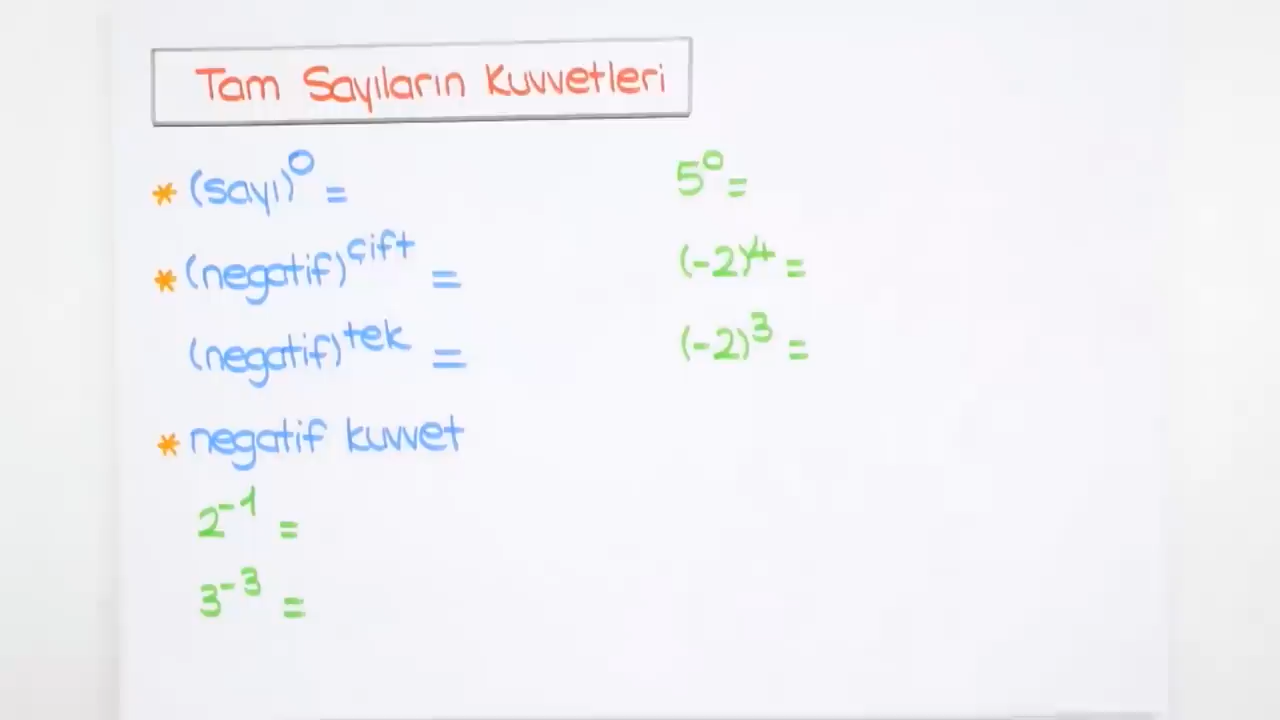 Tam Sayıların Kuvvetleri
* (sayı)⁰ =
5⁰ =
* (negatif)^çift =
(-2)⁴ =
(negatif)^tek =
(-2)³ =
* negatif kuvvet
2⁻¹ =
3⁻³ =